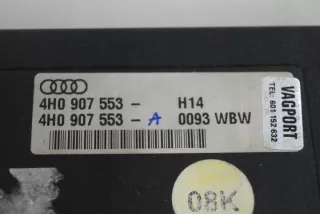 4H0 907 553 - H14
4H0 907 553 - A 0093 WBW
VAGPORT
TEL: 601 152 632
08K